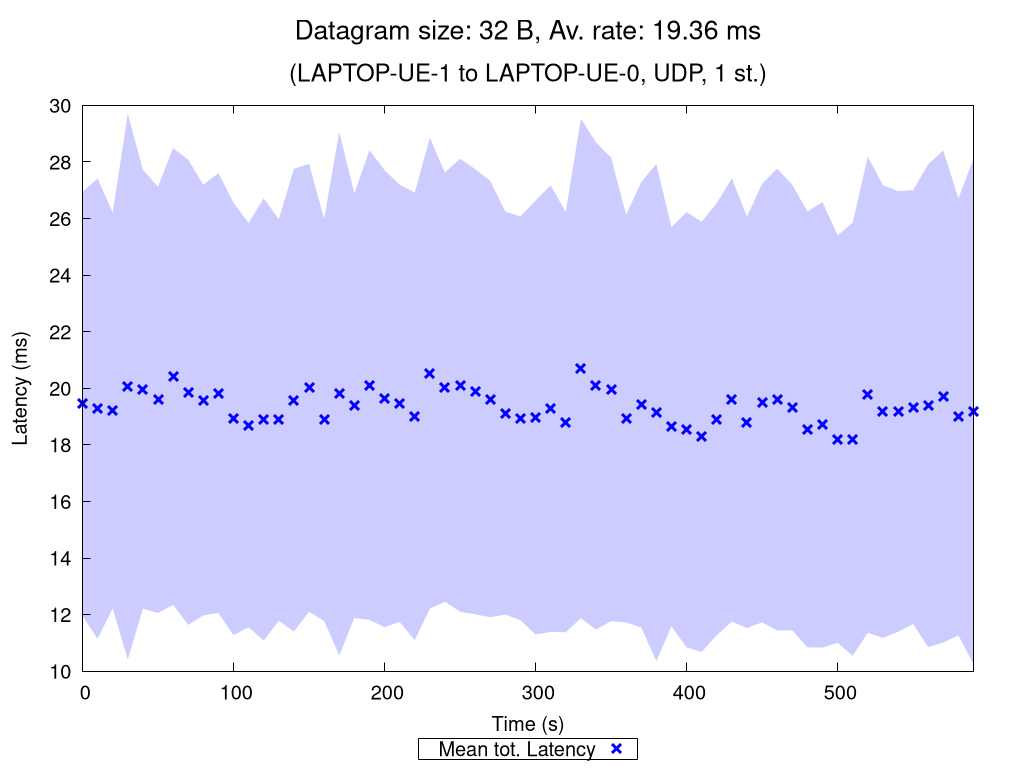 Datagram size: 32 B, Av. rate: 19.36 ms
(LAPTOP-UE-1 to LAPTOP-UE-0, UDP, 1 st.)
30
28
26
24
22
20
18
16
14
12
10
Latency (ms)
0 100 200 300 400 500
Time (s)
Mean tot. Latency